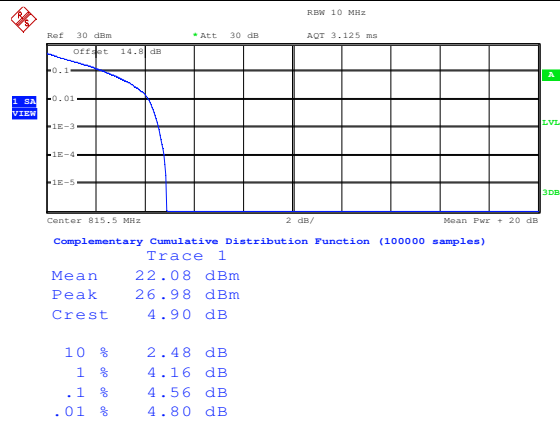 RBW 10 MHz
Ref 30 dBm *Att 30 dB AQT 3.125 ms
Offset 14.8 dB
0.1
A
1 SA
VIEW
0.01
1E-3
LVL
1E-4
1E-5
3DB
Center 815.5 MHz 2 dB/ Mean Pwr + 20 dB
Complementary Cumulative Distribution Function (100000 samples)
Trace 1
Mean 22.08 dBm
Peak 26.98 dBm
Crest 4.90 dB
10 % 2.48 dB
1 % 4.16 dB
.1 % 4.56 dB
.01 % 4.80 dB